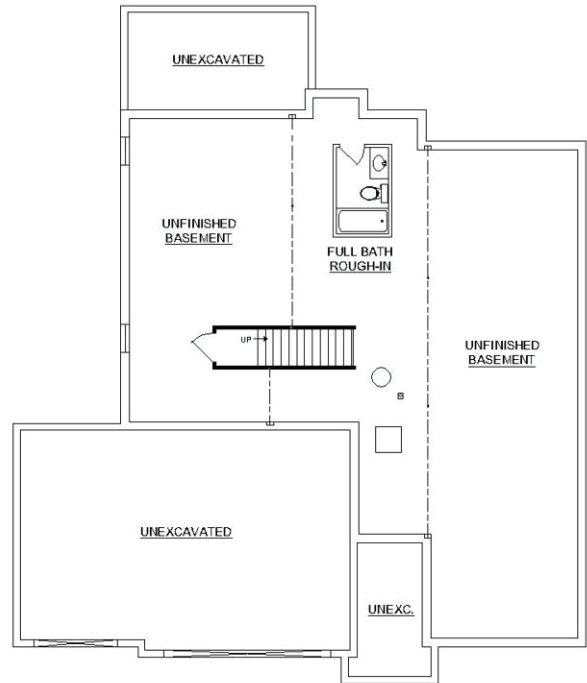 UNEXCAVATED
UNFINISHED
BASEMENT
FULL BATH
ROUGH-IN
UP
UNFINISHED
BASEMENT
UNEXCAVATED
UNEXC.